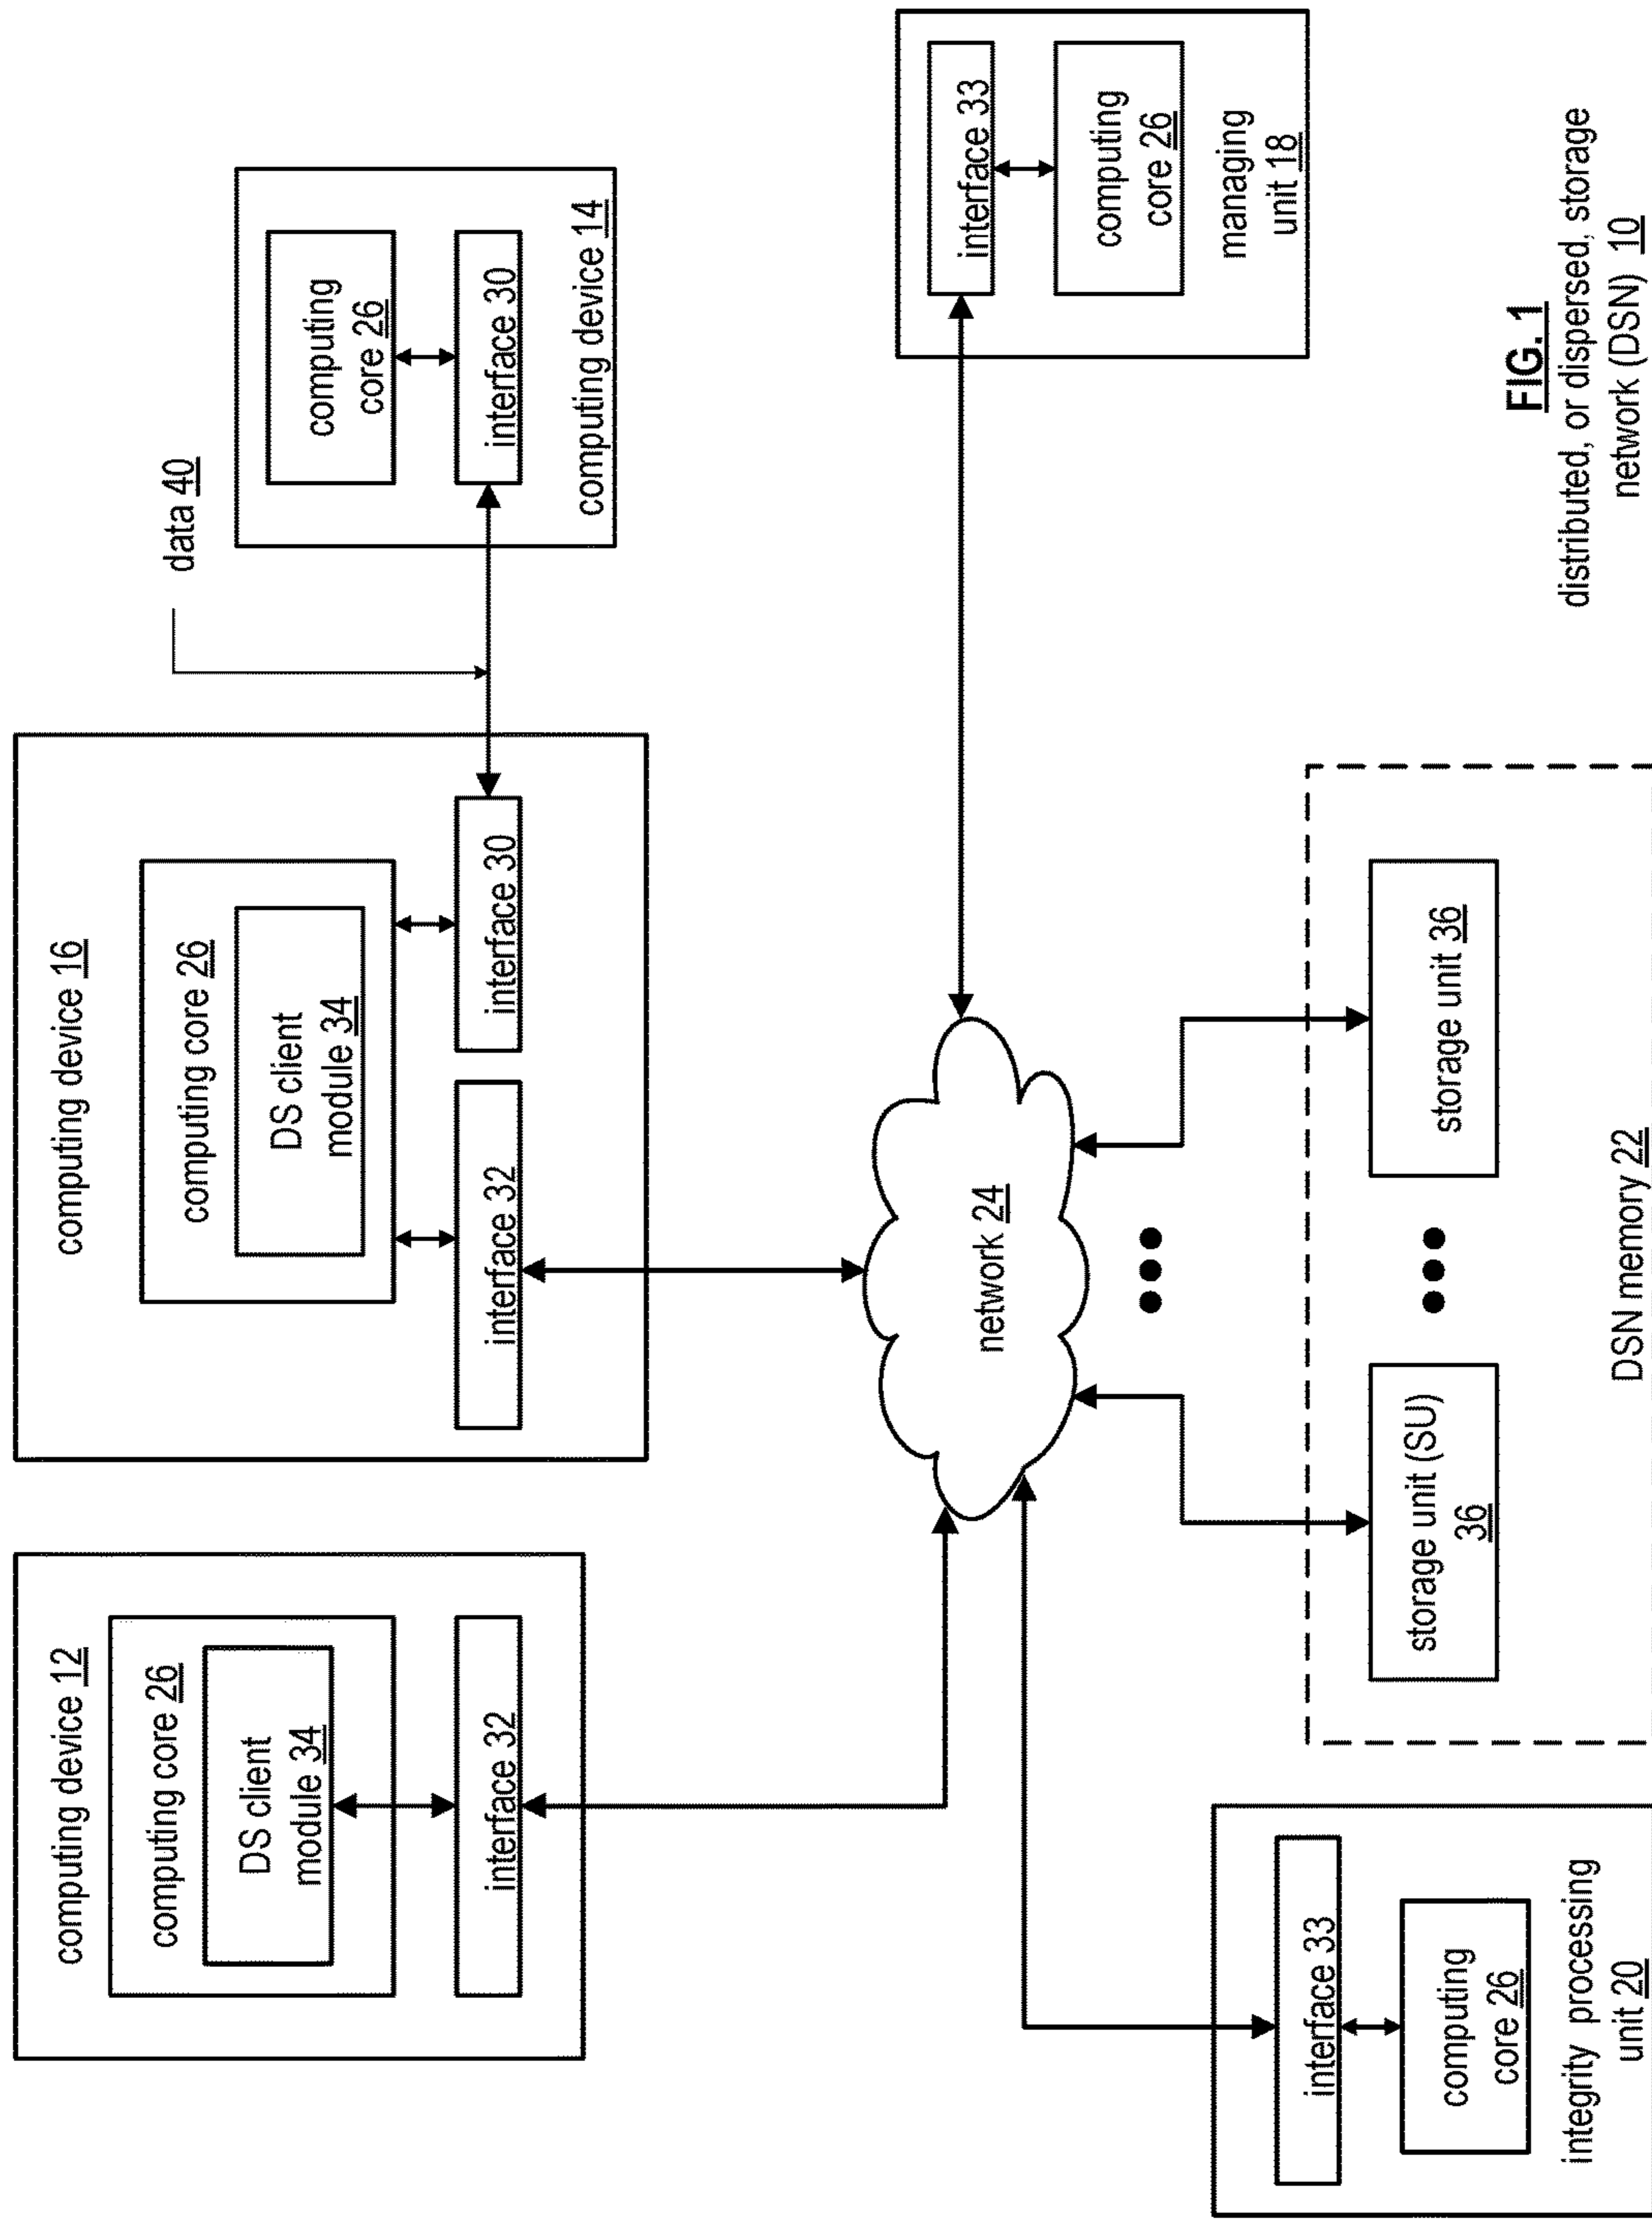 computing device 12
computing core 26
DS client
module 34
interface 32
computing device 16
computing core 26
DS client
module 34
interface 32
interface 30
data 40
computing
core 26
interface 30
computing device 14
network 24
interface 33
computing
core 26
managing
unit 18
interface 33
computing
core 26
integrity processing
unit 20
storage unit (SU)
36
storage unit 36
DSN memory 22
FIG. 1
distributed, or dispersed, storage
network (DSN) 10